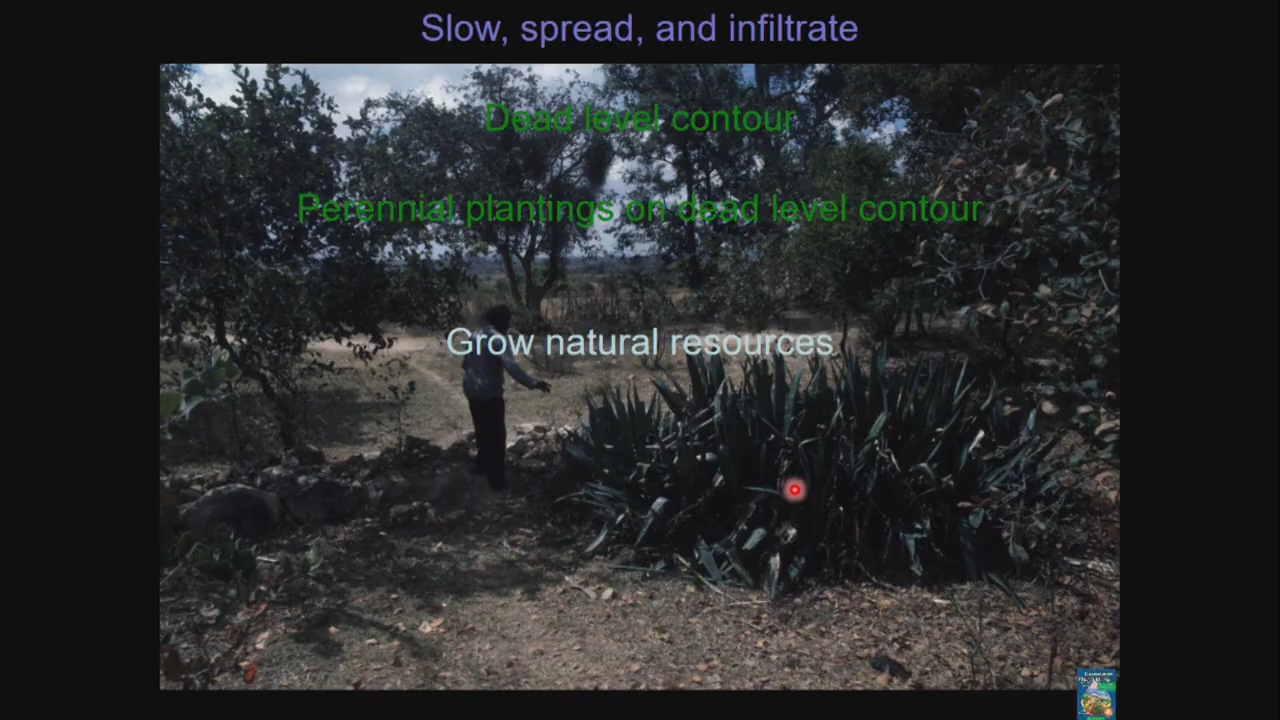 Slow, spread, and infiltrate
Dead level contour
Perennial plantings on dead level contour
Grow natural resources